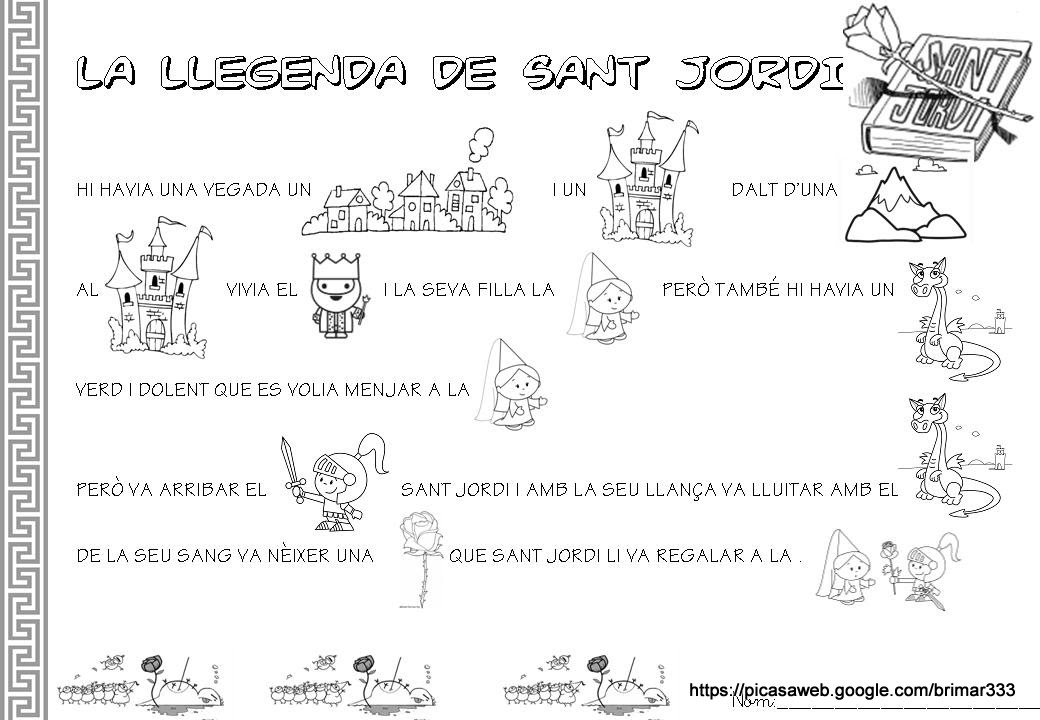 LA LLEGENDA DE SANT JORDI
SANT
JORDI
HI HAVIA UNA VEGADA UN I UN DALT D'UNA
AL VIVIA EL I LA SEVA FILLA LA PERÒ TAMBÉ HI HAVIA UN
VERD I DOLENT QUE ES VOLIA MENJAR A LA
PERÒ VA ARRIBAR EL SANT JORDI I AMB LA SEU LLANÇA VA LLUITAR AMB EL
DE LA SEU SANG VA NÈIXER UNA QUE SANT JORDI LI VA REGALAR A LA .
https://picasaweb.google.com/brimar333
Nom:____________________